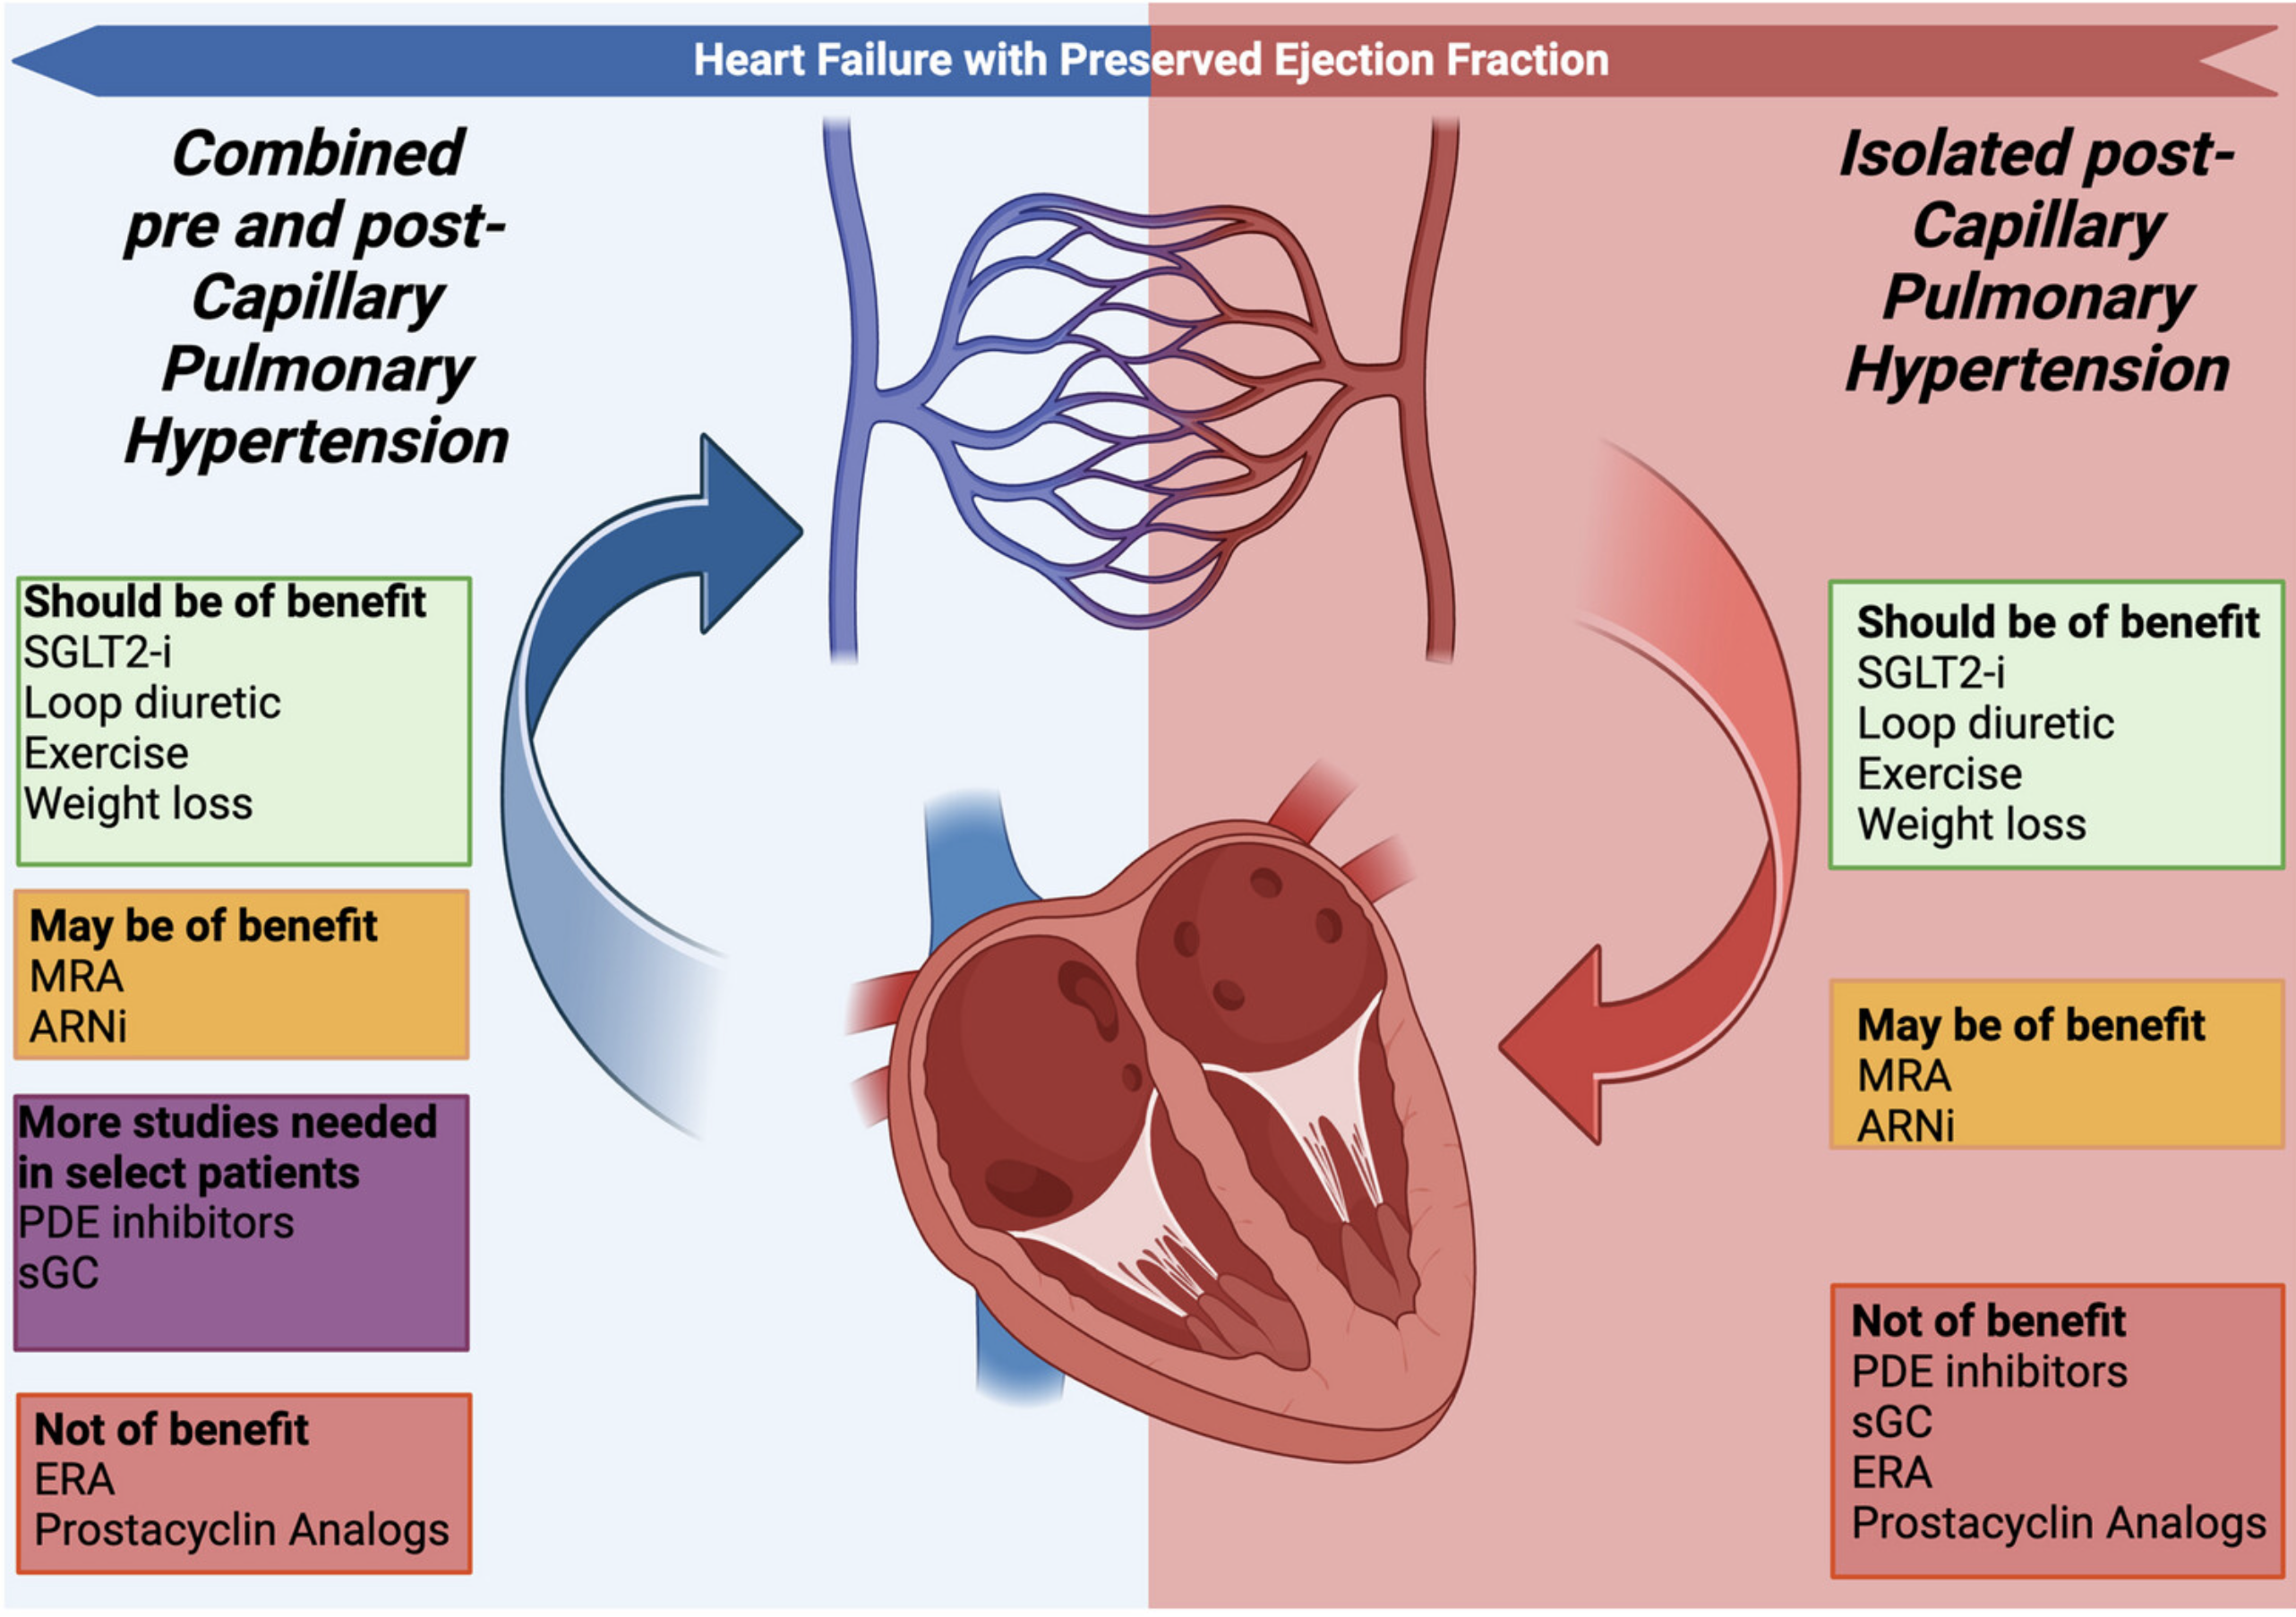 Heart Failure with Preserved Ejection Fraction
Combined
pre and post-
Capillary
Pulmonary
Hypertension
Should be of benefit
SGLT2-i
Loop diuretic
Exercise
Weight loss
May be of benefit
MRA
ARNi
More studies needed
in select patients
PDE inhibitors
sGC
Not of benefit
ERA
Prostacyclin Analogs
Isolated post-
Capillary
Pulmonary
Hypertension
Should be of benefit
SGLT2-i
Loop diuretic
Exercise
Weight loss
May be of benefit
MRA
ARNi
Not of benefit
PDE inhibitors
sGC
ERA
Prostacyclin Analogs